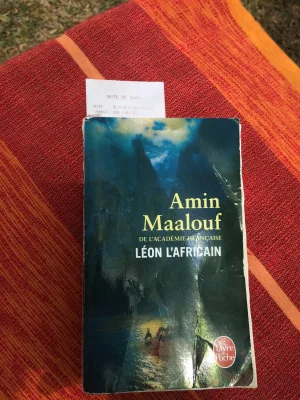 Amin
Maalouf
DE L'ACADÉMIE FRANÇAISE
LÉON L'AFRICAIN
Le Livre
de Poche